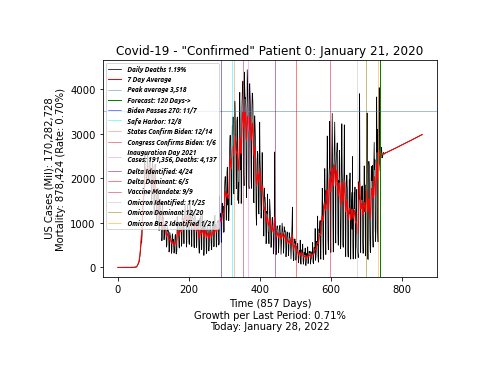 Covid-19 - "Confirmed" Patient 0: January 21, 2020
US Cases (Mil): 170,282,728
Mortality: 878,424 (Rate: 0.70%)
4000
3000
2000
1000
0
Daily Deaths 1.19%
7 Day Average
Peak average 3,518
Forecast: 120 Days->
Biden Passes 270: 11/7
Safe Harbor: 12/8
States Confirm Biden: 12/14
Congress Confirms Biden: 1/6
Inauguration Day 2021
Cases: 191,356, Deaths: 4,137
Delta Identified: 4/24
Delta Dominant: 6/5
Vaccine Mandate: 9/9
Omicron Identified: 11/25
Omicron Dominant 12/20
Omicron Ba.2 Identified 1/21
0 200 400 600 800
Time (857 Days)
Growth per Last Period: 0.71%
Today: January 28, 2022